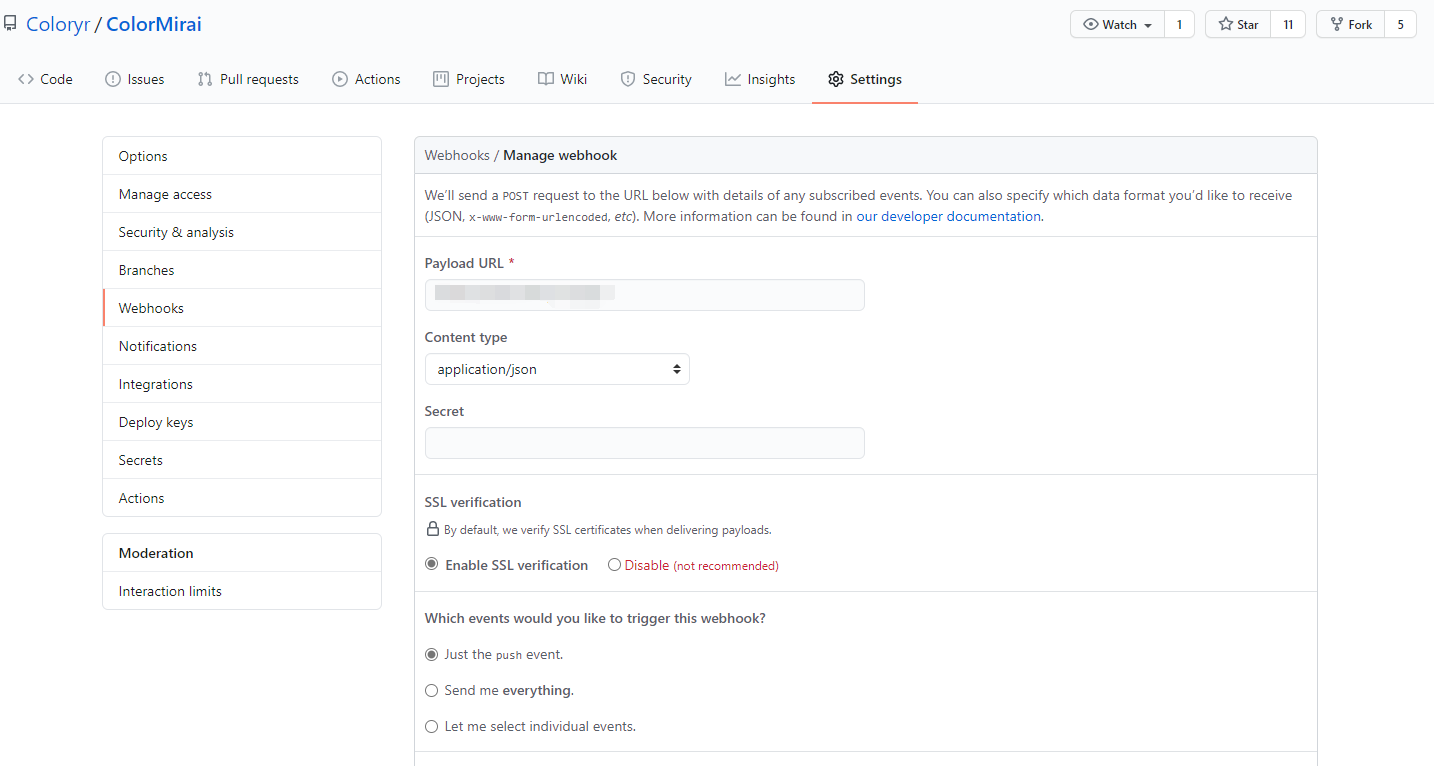 Coloryr / ColorMirai
Watch 1 Star 11 Fork 5
Code Issues Pull requests Actions Projects Wiki Security Insights Settings
Options
Manage access
Security & analysis
Branches
Webhooks
Notifications
Integrations
Deploy keys
Secrets
Actions
Moderation
Interaction limits
Webhooks / Manage webhook
We’ll send a POST request to the URL below with details of any subscribed events. You can also specify which data format you’d like to receive
(JSON, x-www-form-urlencoded, etc). More information can be found in our developer documentation.
Payload URL *
Content type
application/json
Secret
SSL verification
By default, we verify SSL certificates when delivering payloads.
Enable SSL verification Disable (not recommended)
Which events would you like to trigger this webhook?
Just the push event.
Send me everything.
Let me select individual events.